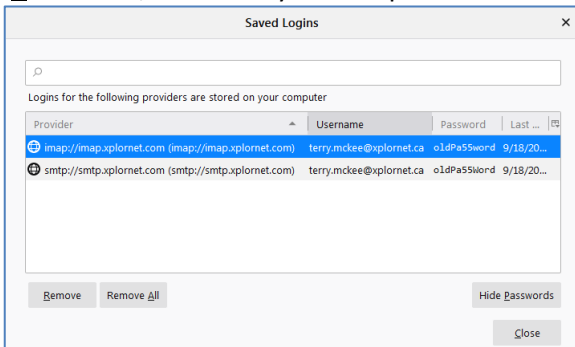 Saved Logins
Logins for the following providers are stored on your computer
Provider Username Password Last ...
imap://imap.xplornet.com (imap://imap.xplornet.com) terry.mckee@xplornet.ca oldPa55word 9/18/20...
smtp://smtp.xplornet.com (smtp://smtp.xplornet.com) terry.mckee@xplornet.ca oldPa55Word 9/18/20...
Remove Remove All Hide Passwords
Close